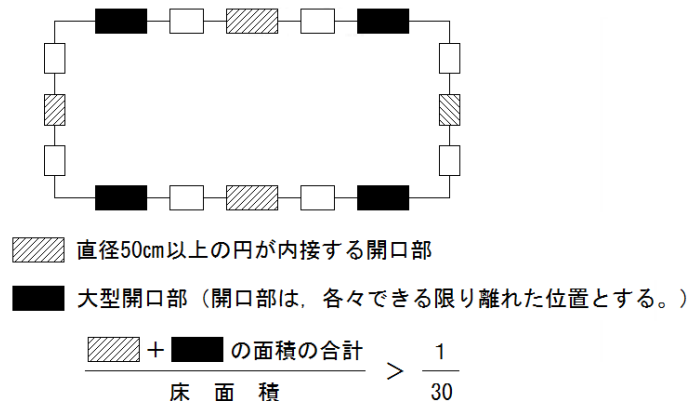 直径50㎝以上の円が内接する開口部
大型開口部（開口部は，各々できる限り離れた位置とする。）
＋ の面積の合計
床面積
＞
1
30